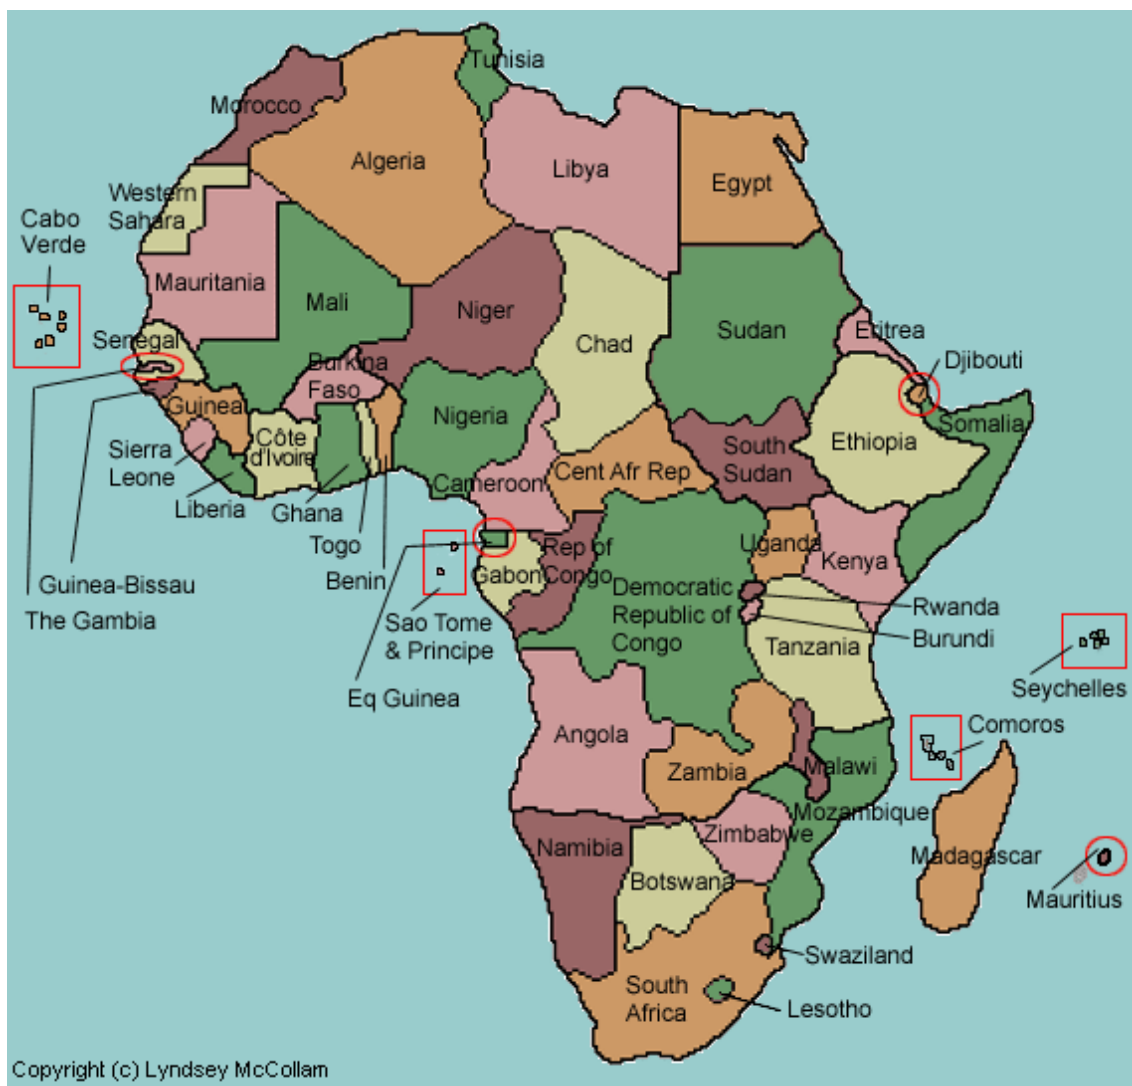 Tunisia
Morocco
Algeria
Libya
Egypt
Western
Sahara
Cabo
Verde
Mauritania
Mali
Niger
Chad
Sudan
Eritrea
Djibouti
Senegal
Burkina
Faso
Guinea
Nigeria
Somalia
Côte
d'Ivoire
Ethiopia
South
Sudan
Sierra
Leone
Cent Afr Rep
Cameroon
Liberia
Ghana
Togo
Benin
Uganda
Kenya
Rep of
Congo
Gabon
Guinea-Bissau
The Gambia
Democratic
Republic of
Congo
Rwanda
Burundi
Sao Tome
& Principe
Tanzania
Eq Guinea
Seychelles
Comoros
Angola
Zambia
Malawi
Mozambique
Zimbabwe
Namibia
Madagascar
Botswana
Mauritius
Swaziland
South
Africa
Lesotho
Copyright (c) Lyndsey McCollam